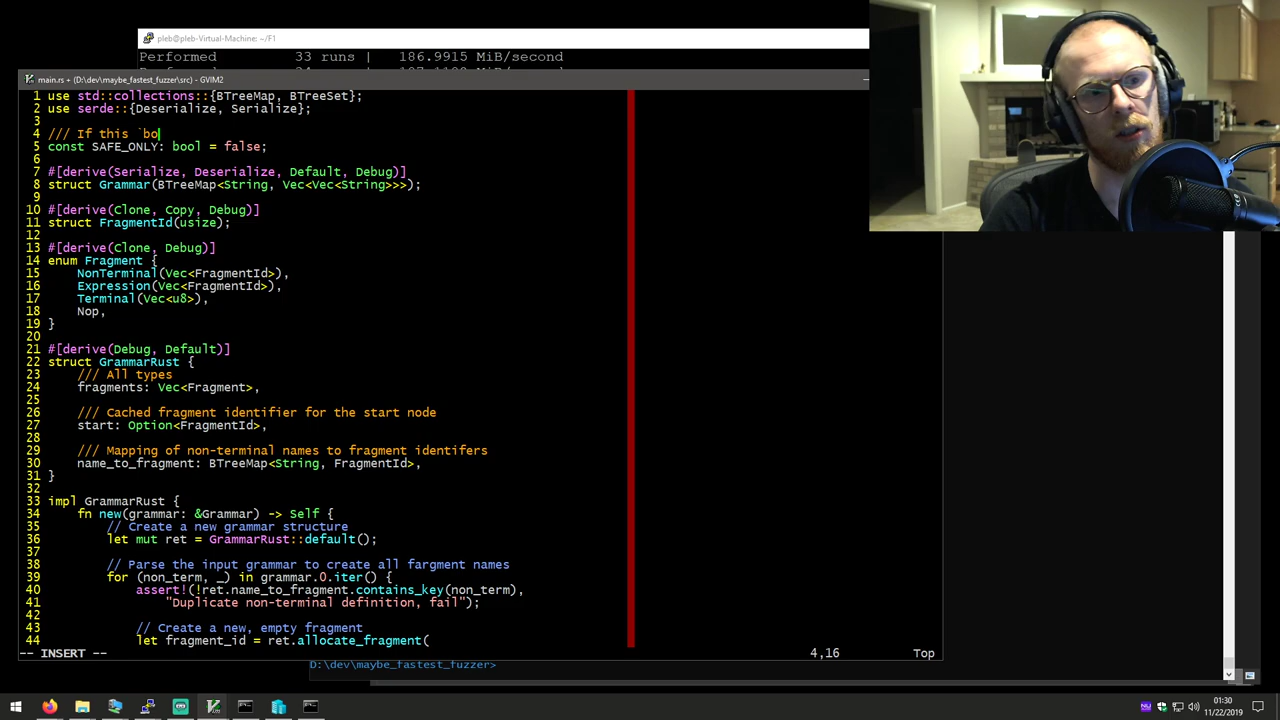 pleb@pleb-Virtual-Machine: ~/F1
Performed 33 runs | 186.9915 MiB/second
main.rs + (D:\dev\maybe_fastest_fuzzer\src) - GVIM2
1 use std::collections::{BTreeMap, BTreeSet};
2 use serde::{Deserialize, Serialize};
3
4 /// If this `bo
5 const SAFE_ONLY: bool = false;
6
7 #[derive(Serialize, Deserialize, Default, Debug)]
8 struct Grammar(BTreeMap<String, Vec<Vec<String>>>);
9
10 #[derive(Clone, Copy, Debug)]
11 struct FragmentId(usize);
12
13 #[derive(Clone, Debug)]
14 enum Fragment {
15 NonTerminal(Vec<FragmentId>),
16 Expression(Vec<FragmentId>),
17 Terminal(Vec<u8>),
18 Nop,
19 }
20
21 #[derive(Debug, Default)]
22 struct GrammarRust {
23 /// All types
24 fragments: Vec<Fragment>,
25
26 /// Cached fragment identifier for the start node
27 start: Option<FragmentId>,
28
29 /// Mapping of non-terminal names to fragment identifers
30 name_to_fragment: BTreeMap<String, FragmentId>,
31 }
32
33 impl GrammarRust {
34 fn new(grammar: &Grammar) -> Self {
35 // Create a new grammar structure
36 let mut ret = GrammarRust::default();
37
38 // Parse the input grammar to create all fargment names
39 for (non_term, _) in grammar.0.iter() {
40 assert!(!ret.name_to_fragment.contains_key(non_term),
41 "Duplicate non-terminal definition, fail");
42
43 // Create a new, empty fragment
44 let fragment_id = ret.allocate_fragment(
-- INSERT -- 4,16 Top
D:\dev\maybe_fastest_fuzzer>
01:30
11/22/2019